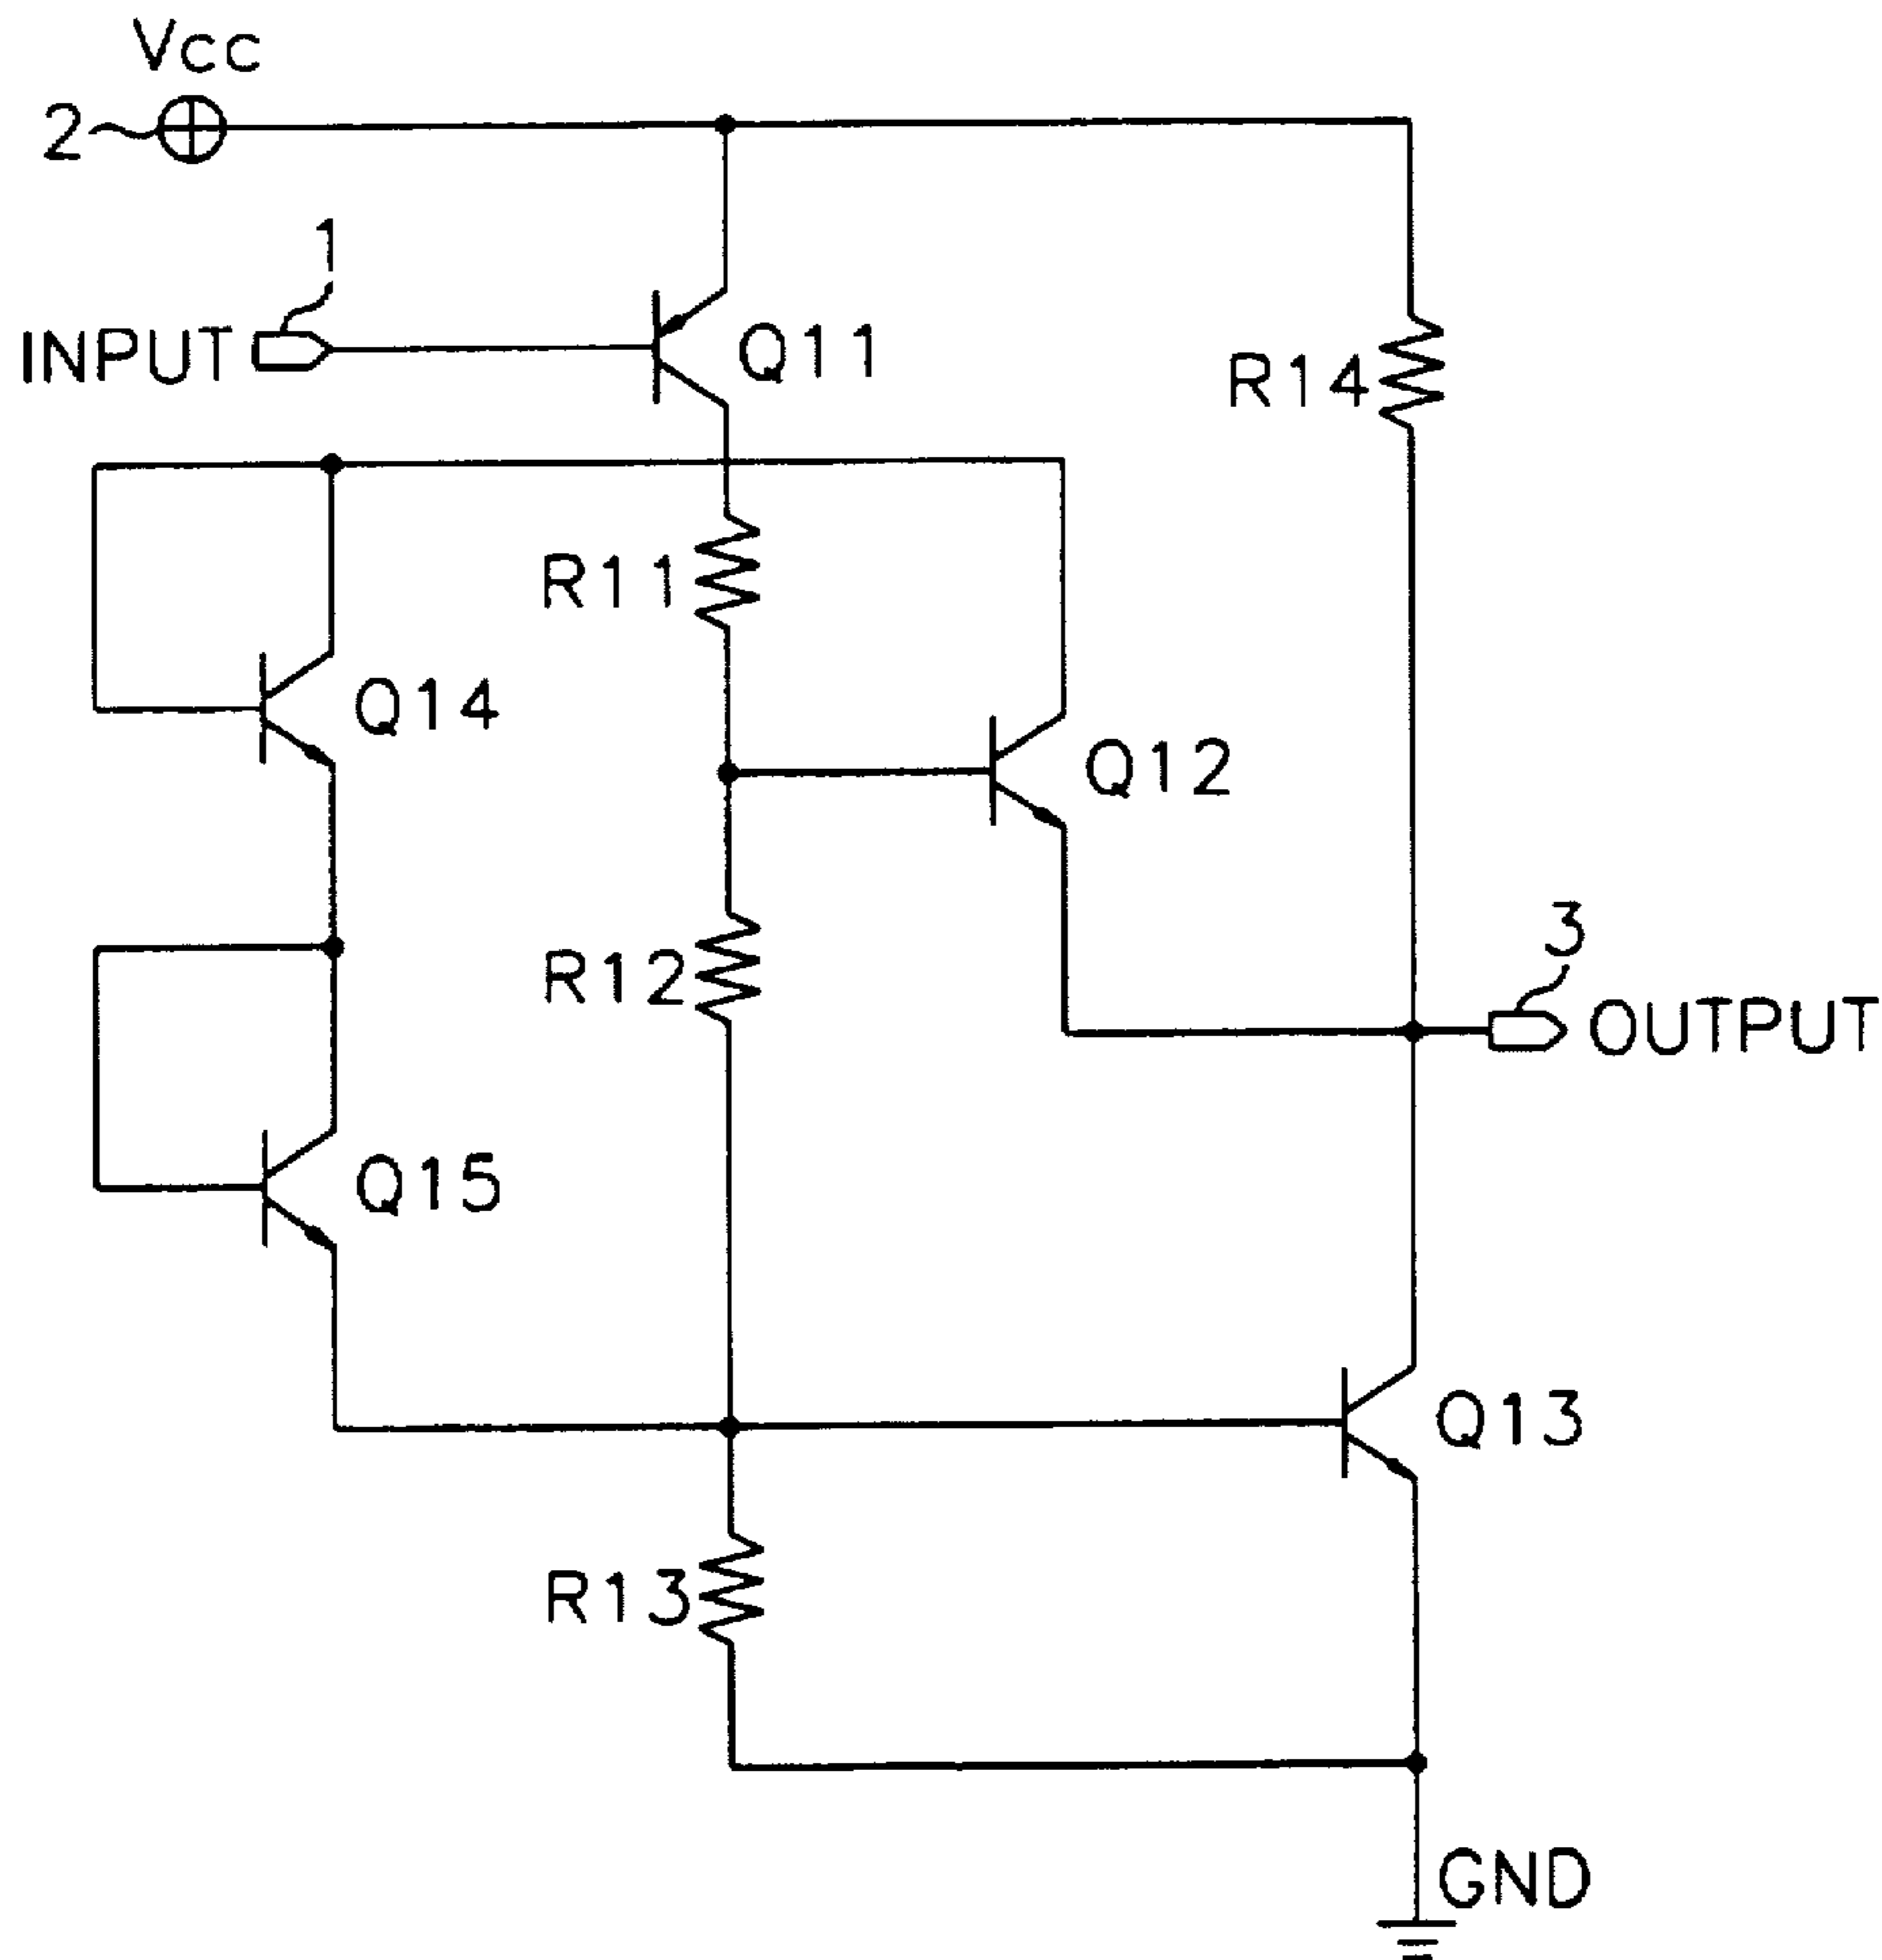 Vcc
2
1
INPUT
Q11
R14
R11
Q14
Q12
R12
3
OUTPUT
Q15
Q13
R13
GND